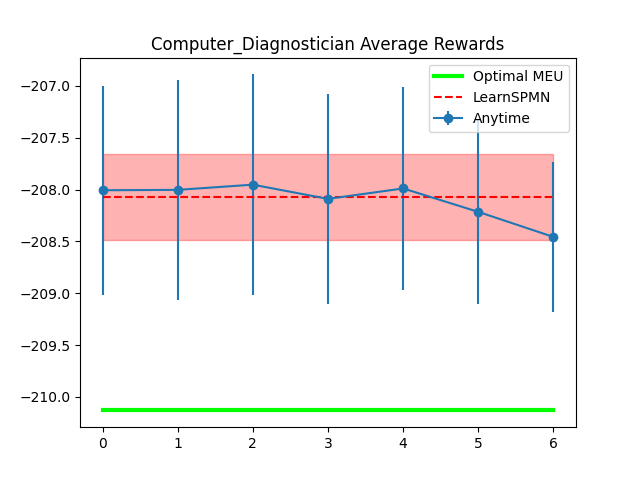 Computer_Diagnostician Average Rewards
Optimal MEU
LearnSPMN
Anytime
−207.0
−207.5
−208.0
−208.5
−209.0
−209.5
−210.0
0 1 2 3 4 5 6